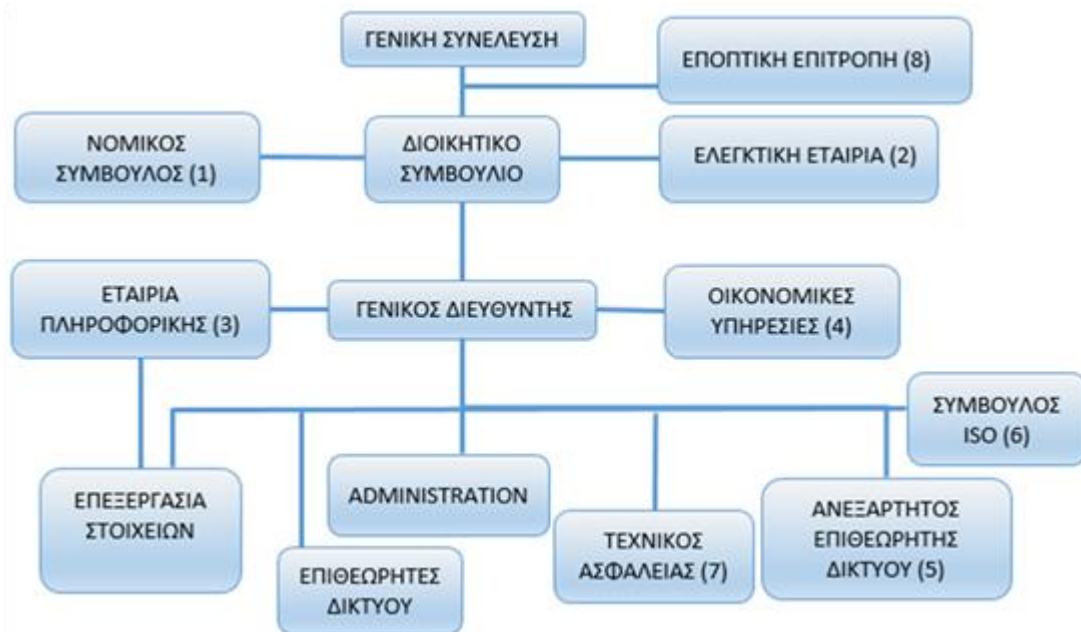 ΓΕΝΙΚΗ ΣΥΝΕΛΕΥΣΗ
ΕΠΟΠΤΙΚΗ ΕΠΙΤΡΟΠΗ (8)
ΝΟΜΙΚΟΣ
ΣΥΜΒΟΥΛΟΣ (1)
ΔΙΟΙΚΗΤΙΚΟ
ΣΥΜΒΟΥΛΙΟ
ΕΛΕΓΚΤΙΚΗ ΕΤΑΙΡΙΑ (2)
ΕΤΑΙΡΙΑ
ΠΛΗΡΟΦΟΡΙΚΗΣ (3)
ΓΕΝΙΚΟΣ ΔΙΕΥΘΥΝΤΗΣ
ΟΙΚΟΝΟΜΙΚΕΣ
ΥΠΗΡΕΣΙΕΣ (4)
ΣΥΜΒΟΥΛΟΣ
ISO (6)
ΕΠΕΞΕΡΓΑΣΙΑ
ΣΤΟΙΧΕΙΩΝ
ΕΠΙΘΕΩΡΗΤΕΣ
ΔΙΚΤΥΟΥ
ADMINISTRATION
ΤΕΧΝΙΚΟΣ
ΑΣΦΑΛΕΙΑΣ (7)
ΑΝΕΞΑΡΤΗΤΟΣ
ΕΠΙΘΕΩΡΗΤΗΣ
ΔΙΚΤΥΟΥ (5)